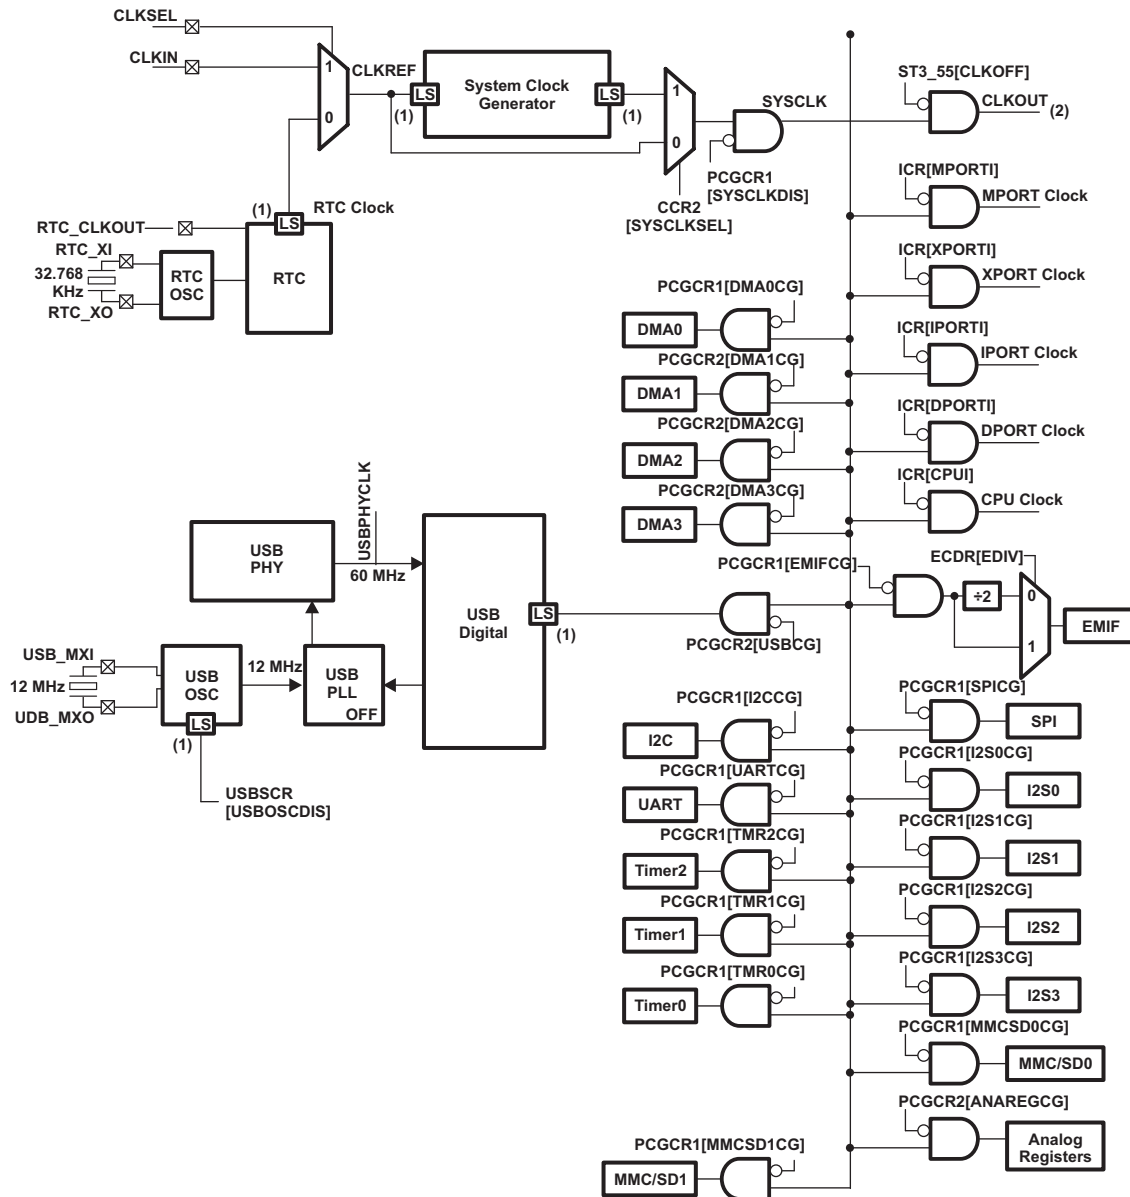 CLKSEL
CLKIN
1
0
CLKREF
LS
(1)
System Clock
Generator
LS
(1)
1
0
CCR2
[SYSCLKSEL]
SYSCLK
PCGCR1
[SYSCLKDIS]
ST3_55[CLKOFF]
CLKOUT
(2)
ICR[MPORTI]
MPORT Clock
ICR[XPORTI]
XPORT Clock
ICR[IPORTI]
IPORT Clock
ICR[DPORTI]
DPORT Clock
ICR[CPUI]
CPU Clock
(1)
LS
RTC Clock
RTC_CLKOUT
RTC_XI
32.768
KHz
RTC_XO
RTC
OSC
RTC
PCGCR1[DMA0CG]
DMA0
PCGCR2[DMA1CG]
DMA1
PCGCR2[DMA2CG]
DMA2
PCGCR2[DMA3CG]
DMA3
USB
PHY
USBPHYCLK
60 MHz
USB
Digital
LS
(1)
PCGCR2[USBCG]
PCGCR1[EMIFCG]
ECDR[EDIV]
÷2
0
1
EMIF
USB_MXI
12 MHz
UDB_MXO
USB
OSC
LS
(1)
12 MHz
USB
PLL
OFF
USBSCR
[USBOSCDIS]
PCGCR1[I2CCG]
I2C
PCGCR1[UARTCG]
UART
PCGCR1[TMR2CG]
Timer2
PCGCR1[TMR1CG]
Timer1
PCGCR1[TMR0CG]
Timer0
PCGCR1[SPICG]
SPI
PCGCR1[I2S0CG]
I2S0
PCGCR1[I2S1CG]
I2S1
PCGCR1[I2S2CG]
I2S2
PCGCR1[I2S3CG]
I2S3
PCGCR1[MMCSD0CG]
MMC/SD0
PCGCR2[ANAREGCG]
Analog
Registers
PCGCR1[MMCSD1CG]
MMC/SD1